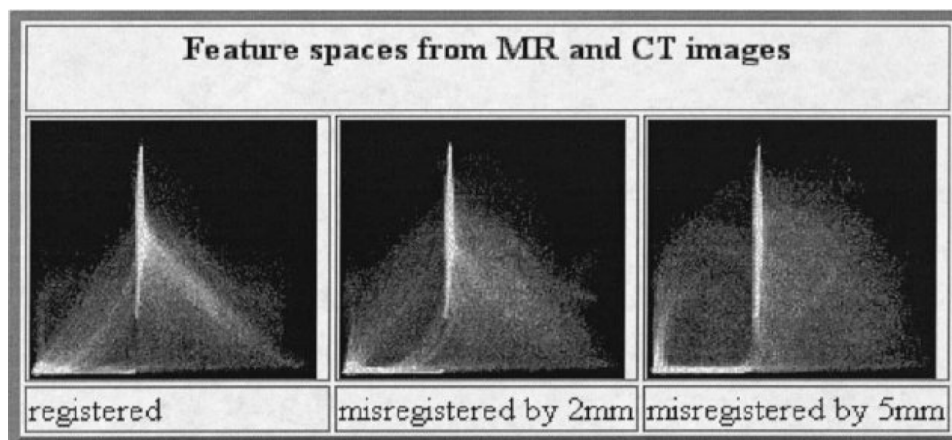 Feature spaces from MR and CT images
registered
misregistered by 2mm
misregistered by 5mm